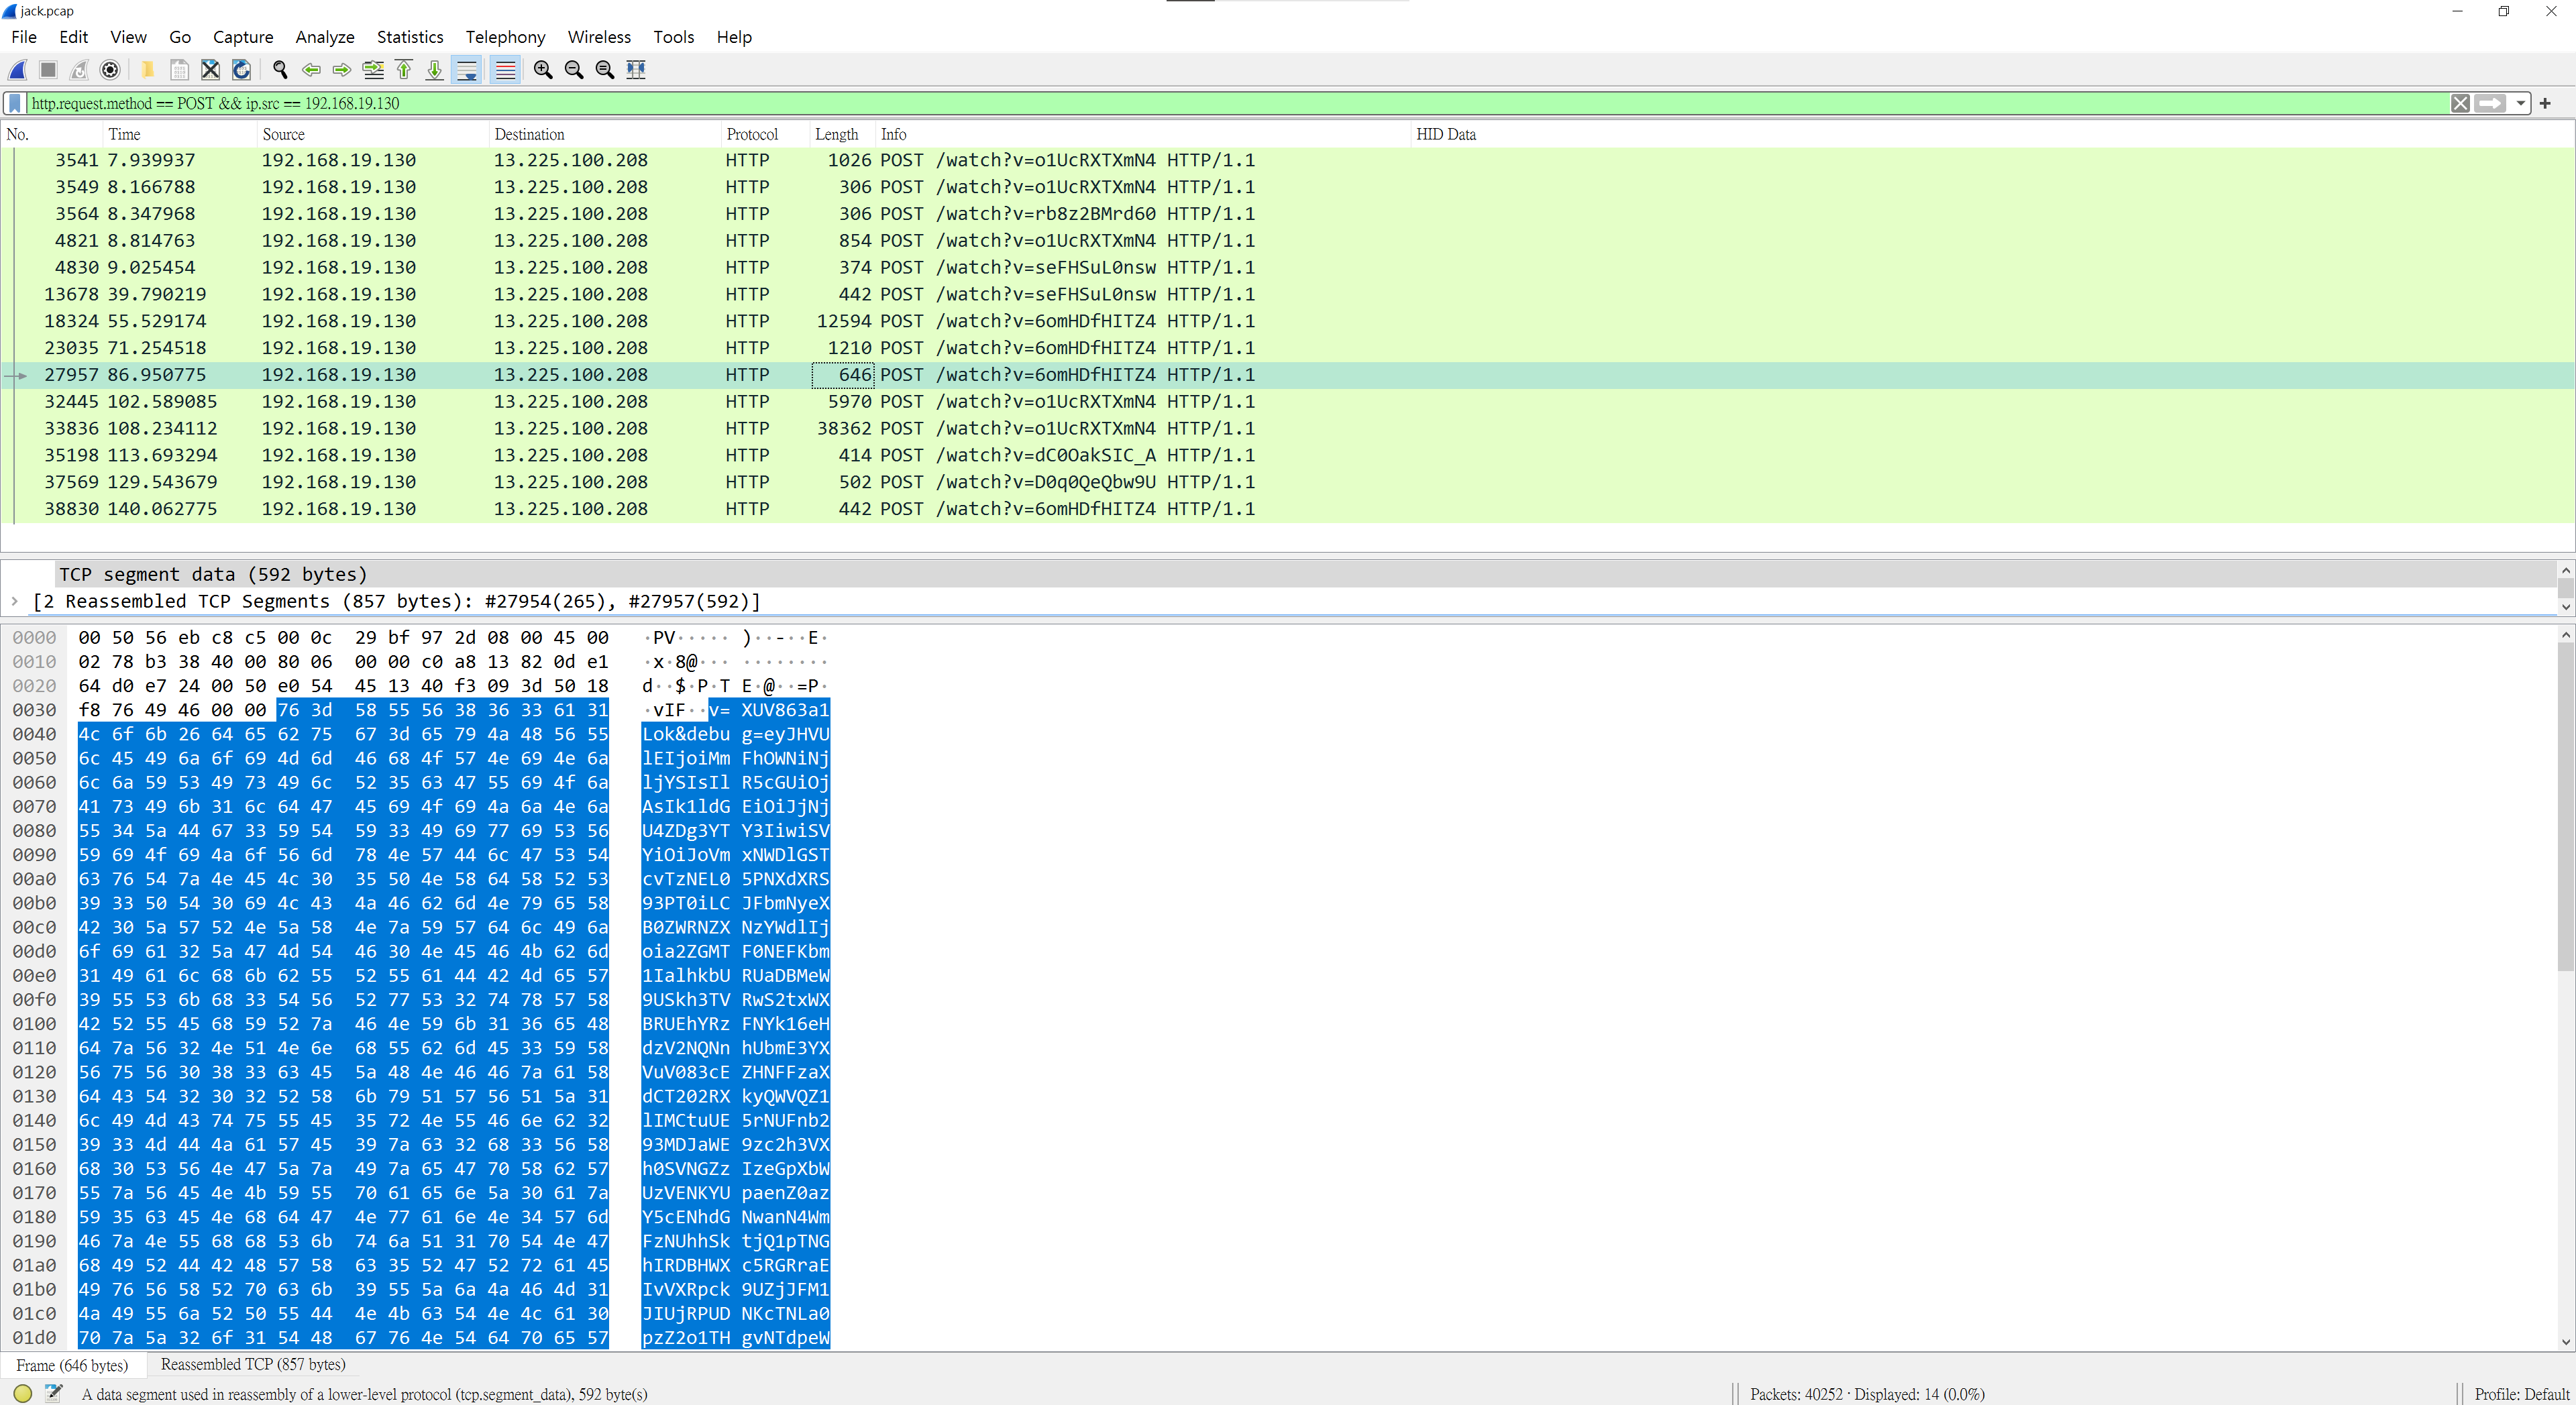 jack.pcap
File Edit View Go Capture Analyze Statistics Telephony Wireless Tools Help
http.request.method == POST && ip.src == 192.168.19.130
No. Time Source Destination Protocol Length Info HID Data
3541 7.939937 192.168.19.130 13.225.100.208 HTTP 1026 POST /watch?v=o1UcRXTXmN4 HTTP/1.1
3549 8.166788 192.168.19.130 13.225.100.208 HTTP 306 POST /watch?v=o1UcRXTXmN4 HTTP/1.1
3564 8.347968 192.168.19.130 13.225.100.208 HTTP 306 POST /watch?v=rb8z2BMrd60 HTTP/1.1
4821 8.814763 192.168.19.130 13.225.100.208 HTTP 854 POST /watch?v=o1UcRXTXmN4 HTTP/1.1
4830 9.025454 192.168.19.130 13.225.100.208 HTTP 374 POST /watch?v=seFHSuL0nsw HTTP/1.1
13678 39.790219 192.168.19.130 13.225.100.208 HTTP 442 POST /watch?v=seFHSuL0nsw HTTP/1.1
18324 55.529174 192.168.19.130 13.225.100.208 HTTP 12594 POST /watch?v=6omHDfHITZ4 HTTP/1.1
23035 71.254518 192.168.19.130 13.225.100.208 HTTP 1210 POST /watch?v=6omHDfHITZ4 HTTP/1.1
27957 86.950775 192.168.19.130 13.225.100.208 HTTP 646 POST /watch?v=6omHDfHITZ4 HTTP/1.1
32445 102.589085 192.168.19.130 13.225.100.208 HTTP 5970 POST /watch?v=o1UcRXTXmN4 HTTP/1.1
33836 108.234112 192.168.19.130 13.225.100.208 HTTP 38362 POST /watch?v=o1UcRXTXmN4 HTTP/1.1
35198 113.693294 192.168.19.130 13.225.100.208 HTTP 414 POST /watch?v=dC0OakSIC_A HTTP/1.1
37569 129.543679 192.168.19.130 13.225.100.208 HTTP 502 POST /watch?v=D0q0QeQbw9U HTTP/1.1
38830 140.062775 192.168.19.130 13.225.100.208 HTTP 442 POST /watch?v=6omHDfHITZ4 HTTP/1.1
TCP segment data (592 bytes)
[2 Reassembled TCP Segments (857 bytes): #27954(265), #27957(592)]
0000 00 50 56 eb c8 c5 00 0c 29 bf 97 2d 08 00 45 00 ·PV····· )··-··E·
0010 02 78 b3 38 40 00 80 06 00 00 c0 a8 13 82 0d e1 ·x·8@··· ········
0020 64 d0 e7 24 00 50 e0 54 45 13 40 f3 09 3d 50 18 d··$·P·T E·@··=P·
0030 f8 76 49 46 00 00 76 3d 58 55 56 38 36 33 61 31 ·vIF··v= XUV863a1
0040 4c 6f 6b 26 64 65 62 75 67 3d 65 79 4a 48 56 55 Lok&debu g=eyJHVU
0050 6c 45 49 6a 6f 69 4d 6d 46 68 4f 57 4e 69 4e 6a lEIjoiMm FhOWNiNj
0060 6c 6a 59 53 49 73 49 6c 52 35 63 47 55 69 4f 6a ljYSIsIl R5cGUiOj
0070 41 73 49 6b 31 6c 64 47 45 69 4f 69 4a 6a 4e 6a AsIk1ldG EiOiJjNj
0080 55 34 5a 44 67 33 59 54 59 33 49 69 77 69 53 56 U4ZDg3YT Y3IiwiSV
0090 59 69 4f 69 4a 6f 56 6d 78 4e 57 44 6c 47 53 54 YiOiJoVm xNWDlGST
00a0 63 76 54 7a 4e 45 4c 30 35 50 4e 58 64 58 52 53 cvTzNEL0 5PNXdXRS
00b0 39 33 50 54 30 69 4c 43 4a 46 62 6d 4e 79 65 58 93PT0iLC JFbmNyeX
00c0 42 30 5a 57 52 4e 5a 58 4e 7a 59 57 64 6c 49 6a B0ZWRNZX NzYWdlIj
00d0 6f 69 61 32 5a 47 4d 54 46 30 4e 45 46 4b 62 6d oia2ZGMT F0NEFKbm
00e0 31 49 61 6c 68 6b 62 55 52 55 61 44 42 4d 65 57 1IalhkbU RUaDBMeW
00f0 39 55 53 6b 68 33 54 56 52 77 53 32 74 78 57 58 9USkh3TV RwS2txWX
0100 42 52 55 45 68 59 52 7a 46 4e 59 6b 31 36 65 48 BRUEhYRz FNYk16eH
0110 64 7a 56 32 4e 51 4e 6e 68 55 62 6d 45 33 59 58 dzV2NQNn hUbmE3YX
0120 56 75 56 30 38 33 63 45 5a 48 4e 46 46 7a 61 58 VuV083cE ZHNFFzaX
0130 64 43 54 32 30 32 52 58 6b 79 51 57 56 51 5a 31 dCT202RX kyQWVQZ1
0140 6c 49 4d 43 74 75 55 45 35 72 4e 55 46 6e 62 32 lIMCtuUE 5rNUFnb2
0150 39 33 4d 44 4a 61 57 45 39 7a 63 32 68 33 56 58 93MDJaWE 9zc2h3VX
0160 68 30 53 56 4e 47 5a 7a 49 7a 65 47 70 58 62 57 h0SVNGZz IzeGpXbW
0170 55 7a 56 45 4e 4b 59 55 70 61 65 6e 5a 30 61 7a UzVENKYU paenZ0az
0180 59 35 63 45 4e 68 64 47 4e 77 61 6e 4e 34 57 6d Y5cENhdG NwanN4Wm
0190 46 7a 4e 55 68 68 53 6b 74 6a 51 31 70 54 4e 47 FzNUhhSk tjQ1pTNG
01a0 68 49 52 44 42 48 57 58 63 35 52 47 52 72 61 45 hIRDBHWX c5RGRraE
01b0 49 76 56 58 52 70 63 6b 39 55 5a 6a 4a 46 4d 31 IvVXRpck 9UZjJFM1
01c0 4a 49 55 6a 52 50 55 44 4e 4b 63 54 4e 4c 61 30 JIUjRPUD NKcTNLa0
01d0 70 7a 5a 32 6f 31 54 48 67 76 4e 54 64 70 65 57 pzZ2o1TH gvNTdpeW
Frame (646 bytes) Reassembled TCP (857 bytes)
A data segment used in reassembly of a lower-level protocol (tcp.segment_data), 592 byte(s) Packets: 40252 · Displayed: 14 (0.0%) Profile: Default